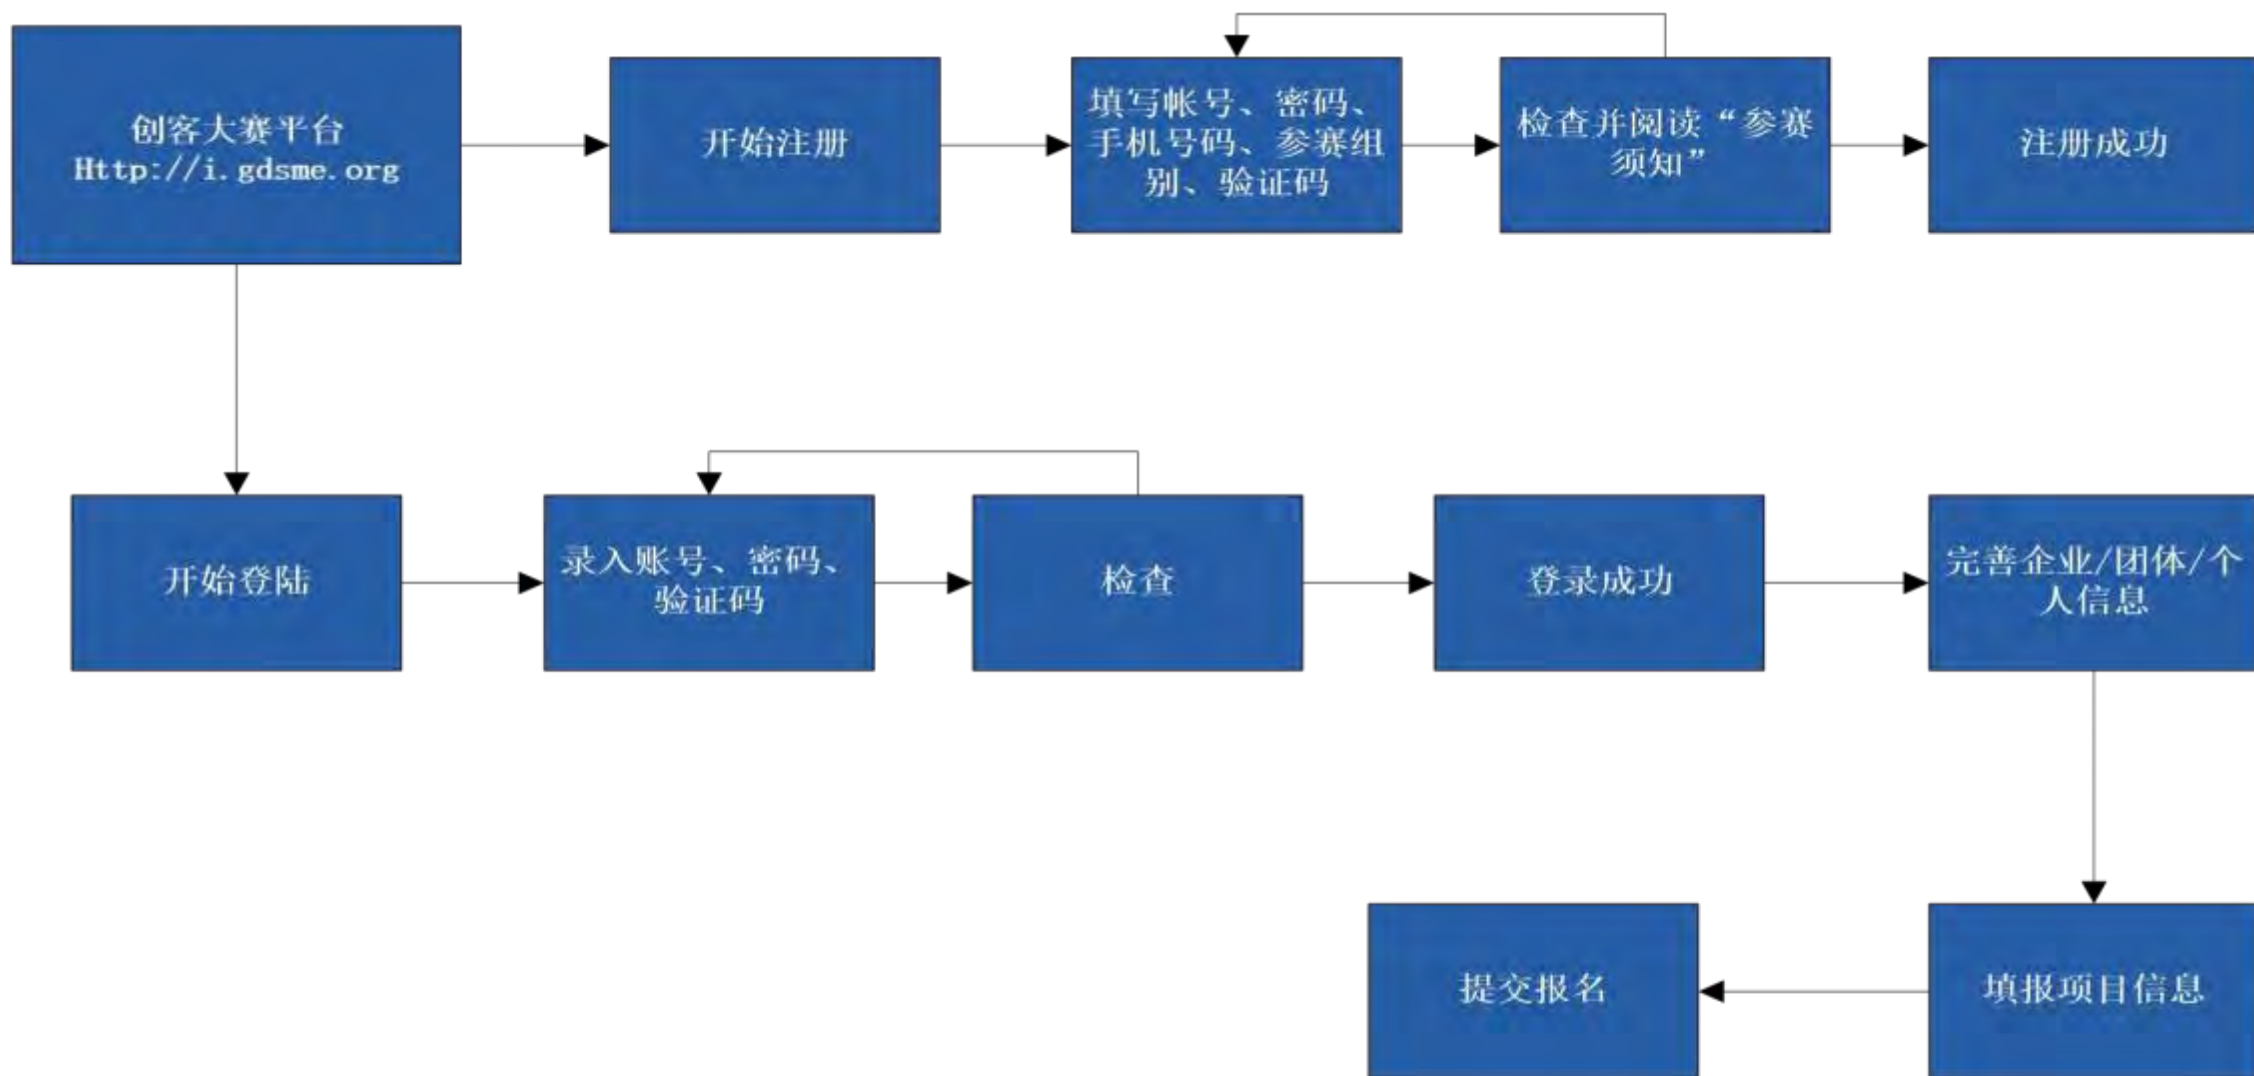 创客大赛平台
Http://i.gdsme.org
开始注册
填写帐号、密码、
手机号码、参赛组
别、验证码
检查并阅读“参赛
须知”
注册成功
开始登陆
录入账号、密码、
验证码
检查
登录成功
完善企业/团体/个
人信息
提交报名
填报项目信息